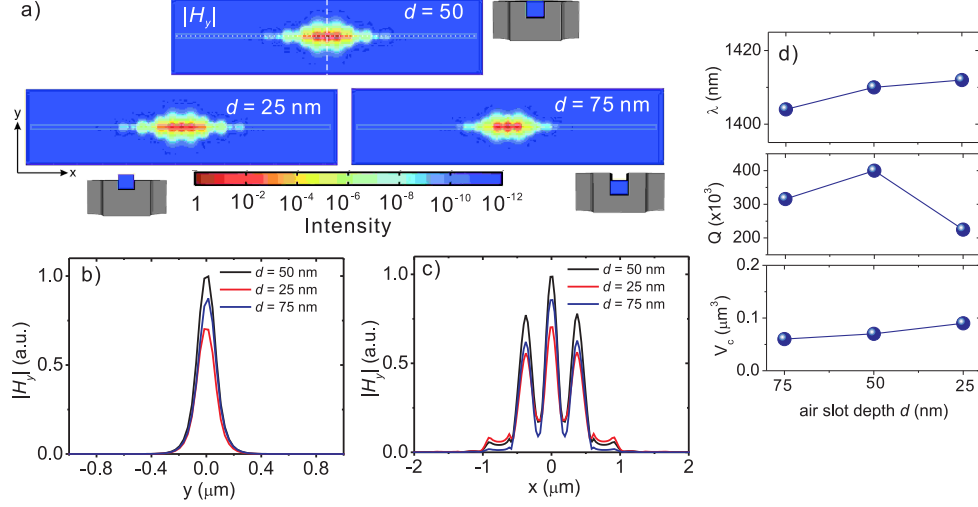 a)
|Hy|
d = 50
d = 25 nm
d = 75 nm
y
x
1 10-2 10-4 10-6 10-8 10-10 10-12
Intensity
b)
d = 50 nm
d = 25 nm
d = 75 nm
|Hy| (a.u.)
1.0
0.5
0.0
-0.8 -0.4 0.0 0.4 0.8
y (μm)
c)
d = 50 nm
d = 25 nm
d = 75 nm
|Hy| (a.u.)
1.0
0.5
0.0
-2 -1 0 1 2
x (μm)
d)
λ (nm)
1420
1400
Q (x10³)
400
300
200
Vc (μm³)
0.2
0.1
0.0
75 50 25
air slot depth d (nm)